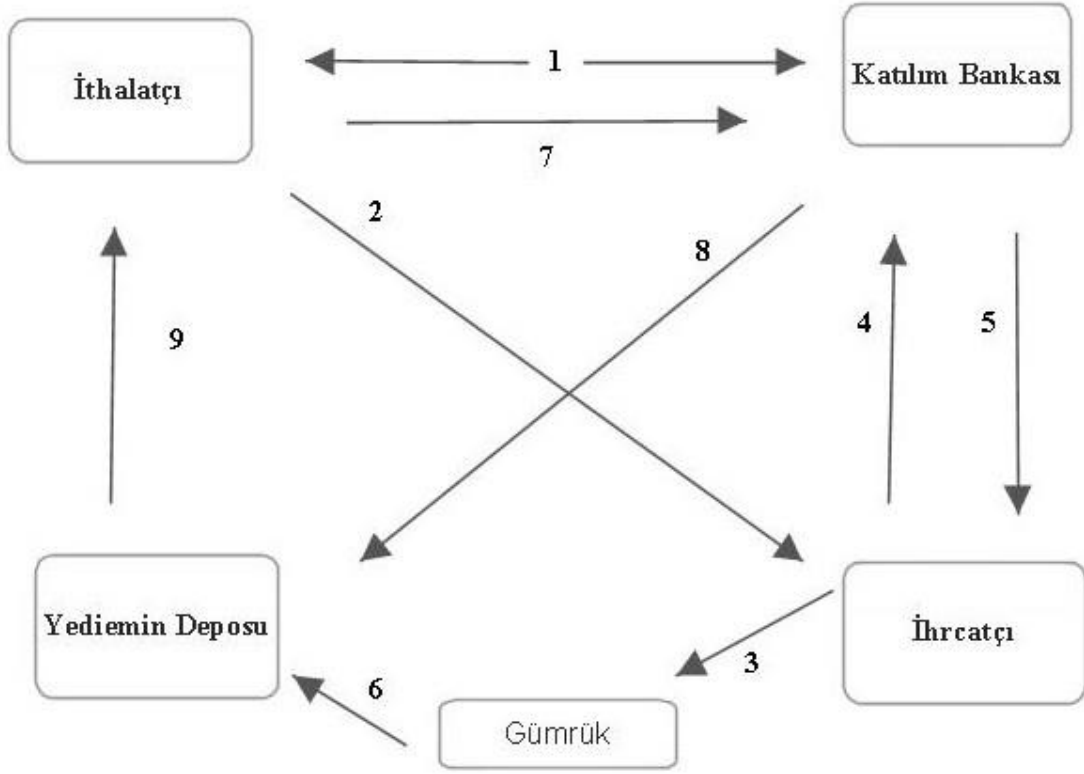 İthalatçı
1
Katılım Bankası
7
2
8
9
4
5
Yediemin Deposu
İhrcatçı
3
6
Gümrük